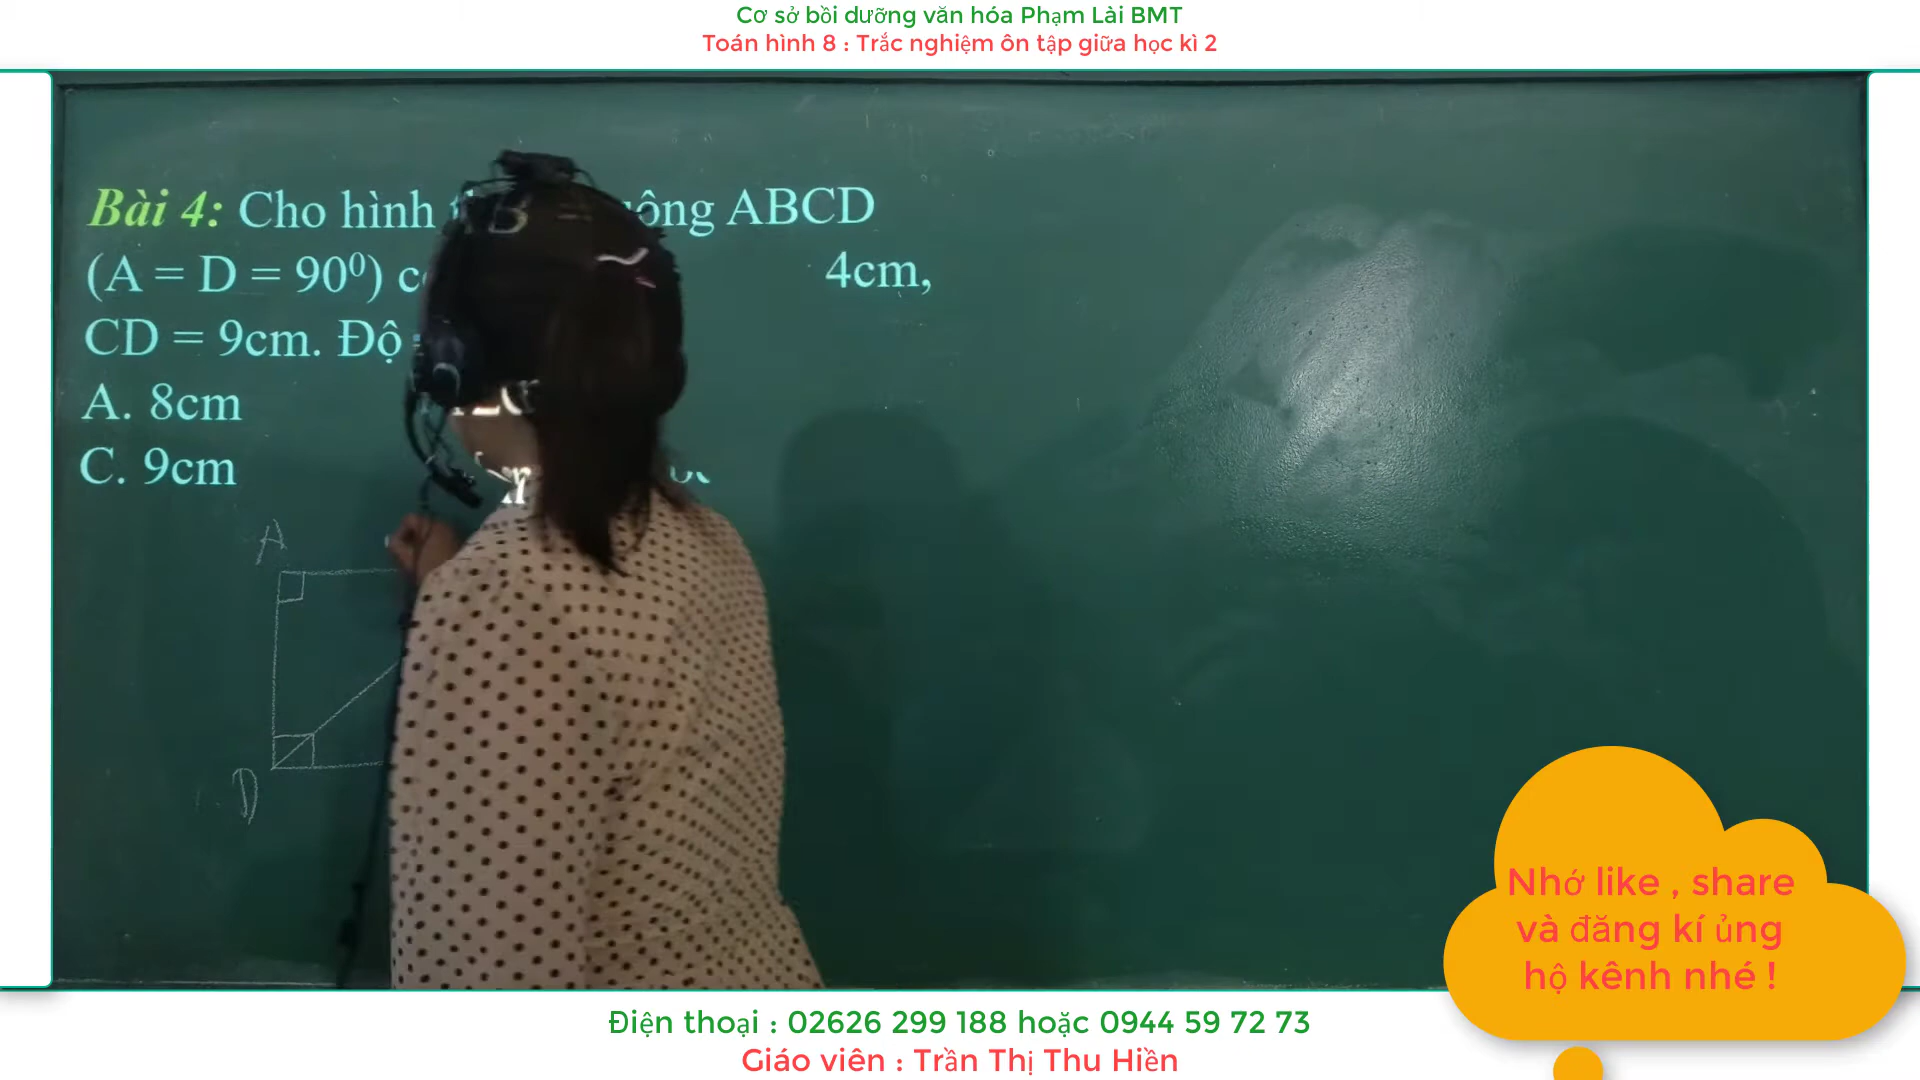 Cơ sở bồi dưỡng văn hóa Phạm Lài BMT
Toán hình 8 : Trắc nghiệm ôn tập giữa học kì 2
Bài 4: Cho hình ABCD
(A = D = 90⁰) 4cm,
CD = 9cm. Độ
A. 8cm
C. 9cm
A
D
Nhớ like , share
và đăng kí ủng
hộ kênh nhé !
Điện thoại : 02626 299 188 hoặc 0944 59 72 73
Giáo viên : Trần Thị Thu Hiền